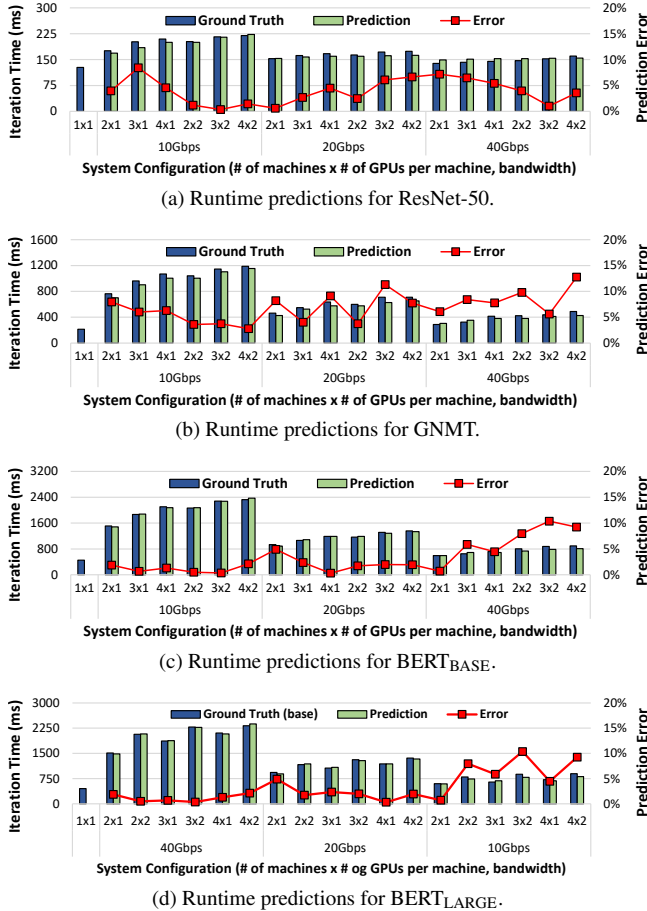 300
225
150
75
0
Iteration Time (ms)
Ground Truth Prediction Error
20%
15%
10%
5%
0%
Prediction Error
1x1 2x1 3x1 4x1 2x2 3x2 4x2 2x1 3x1 4x1 2x2 3x2 4x2 2x1 3x1 4x1 2x2 3x2 4x2
10Gbps 20Gbps 40Gbps
System Configuration (# of machines x # of GPUs per machine, bandwidth)
(a) Runtime predictions for ResNet-50.
1600
1200
800
400
0
Iteration Time (ms)
Ground Truth Prediction Error
20%
15%
10%
5%
0%
Prediction Error
1x1 2x1 3x1 4x1 2x2 3x2 4x2 2x1 3x1 4x1 2x2 3x2 4x2 2x1 3x1 4x1 2x2 3x2 4x2
10Gbps 20Gbps 40Gbps
System Configuration (# of machines x # of GPUs per machine, bandwidth)
(b) Runtime predictions for GNMT.
3200
2400
1600
800
0
Iteration Time (ms)
Ground Truth Prediction Error
20%
15%
10%
5%
0%
Prediction Error
1x1 2x1 3x1 4x1 2x2 3x2 4x2 2x1 3x1 4x1 2x2 3x2 4x2 2x1 3x1 4x1 2x2 3x2 4x2
10Gbps 20Gbps 40Gbps
System Configuration (# of machines x # of GPUs per machine, bandwidth)
(c) Runtime predictions for BERTBASE.
3000
2250
1500
750
0
Iteration Time (ms)
Ground Truth (base) Prediction Error
20%
15%
10%
5%
0%
Prediction Error
1x1 2x1 2x2 3x1 3x2 4x1 4x2 2x1 2x2 3x1 3x2 4x1 4x2 2x1 2x2 3x1 3x2 4x1 4x2
40Gbps 20Gbps 10Gbps
System Configuration (# of machines x # og GPUs per machine, bandwidth)
(d) Runtime predictions for BERTLARGE.